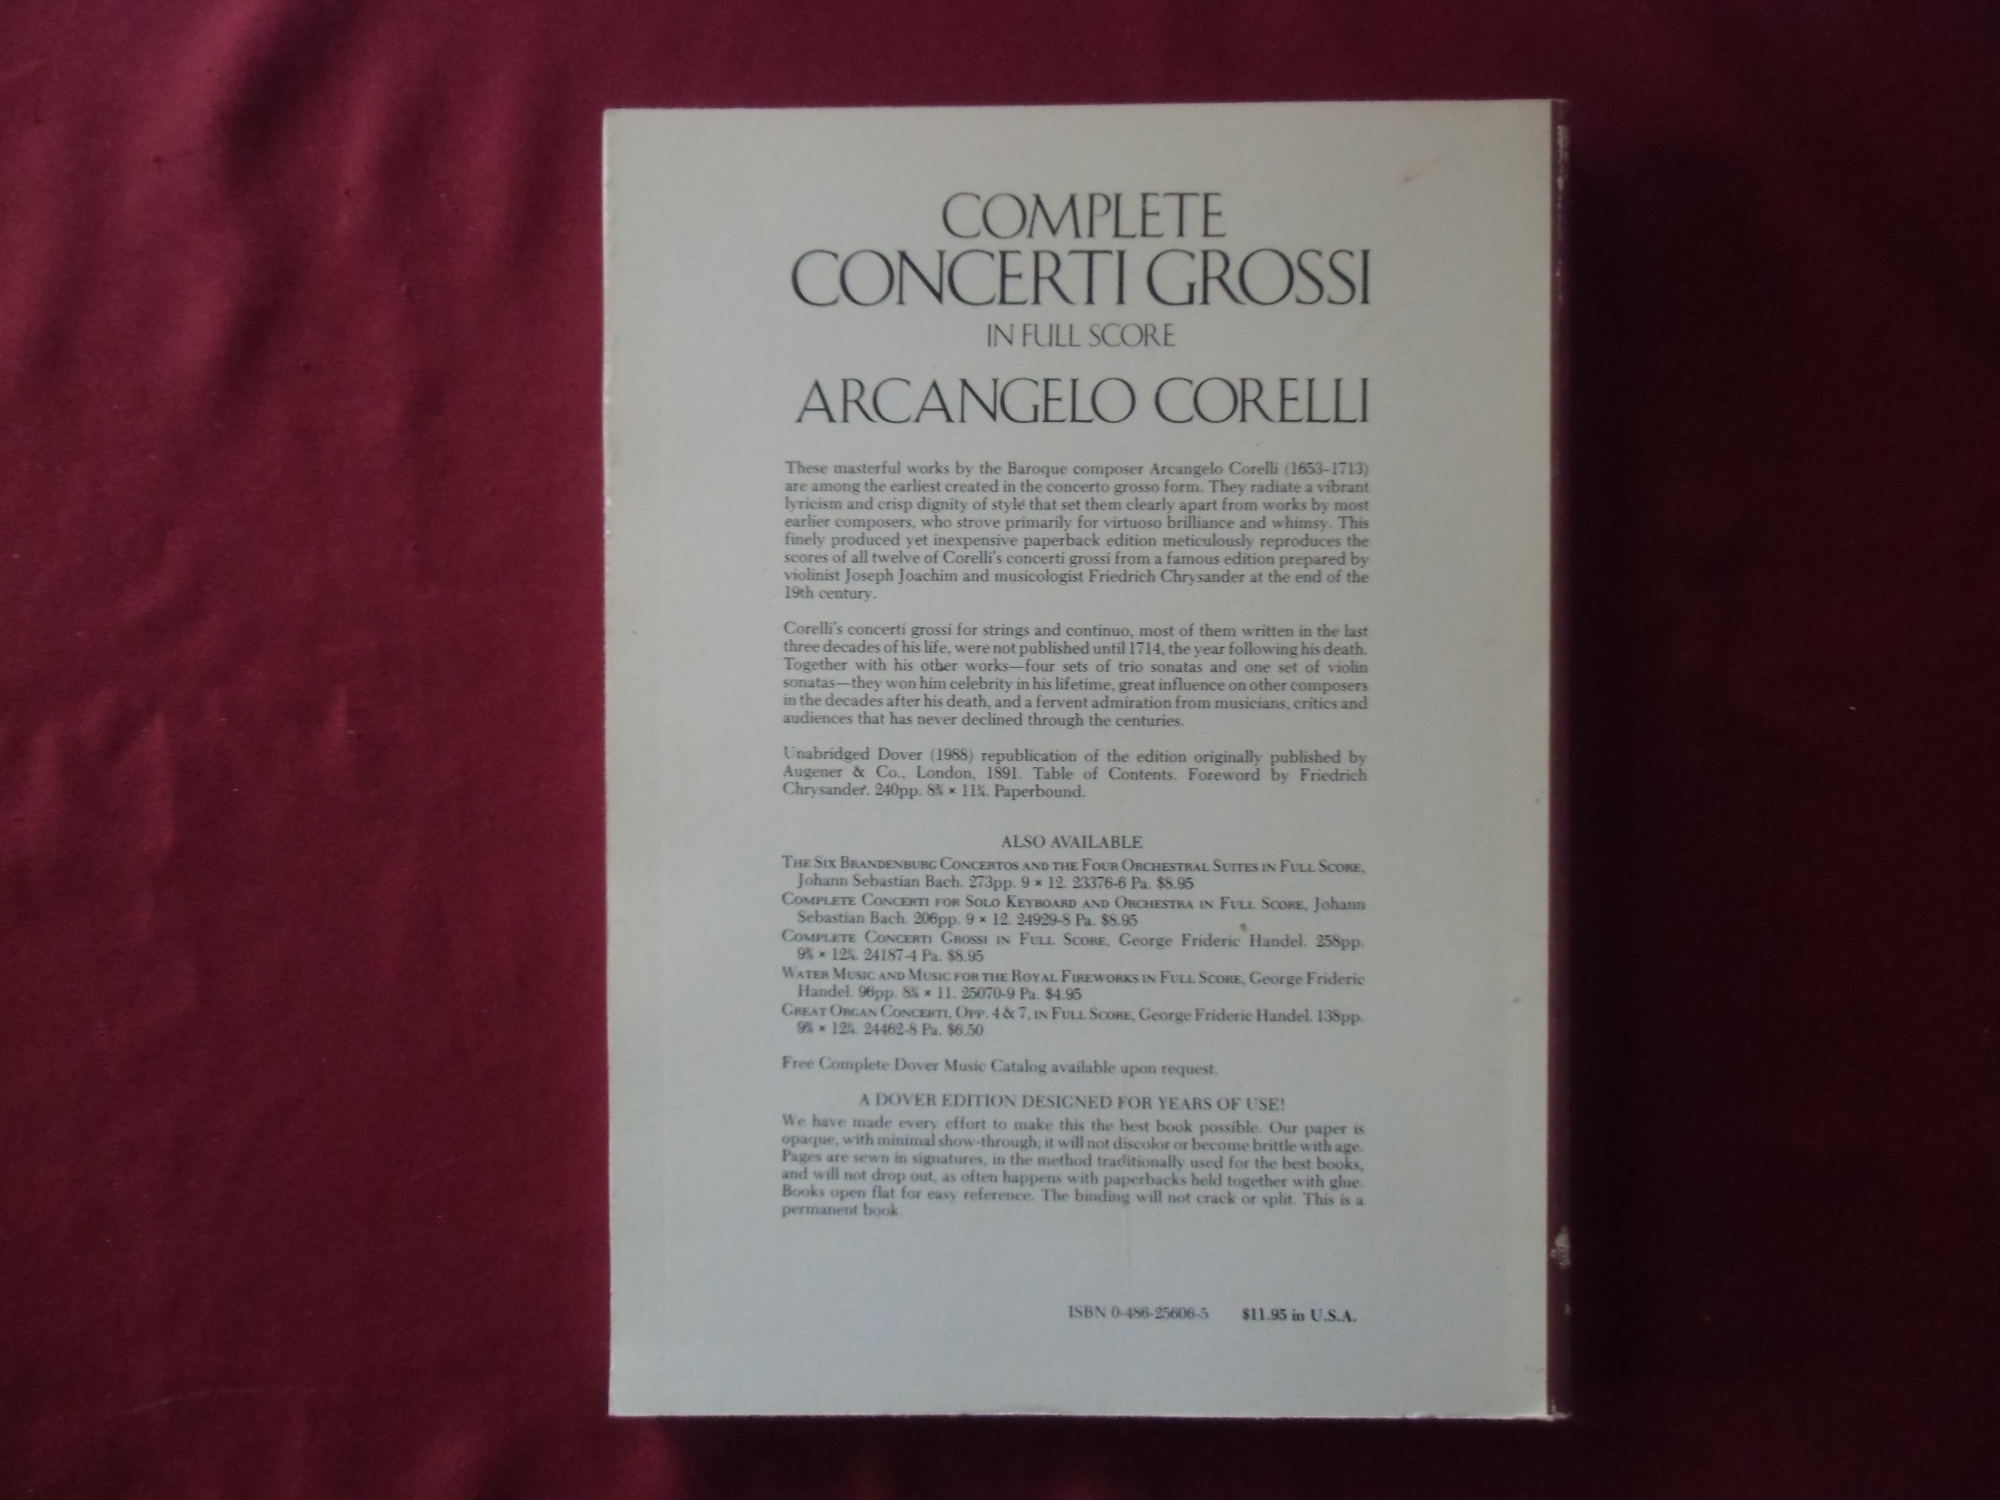 COMPLETE
CONCERTI GROSSI
IN FULL SCORE
ARCANGELO CORELLI
These masterful works by the Baroque composer Arcangelo Corelli (1653–1713)
are among the earliest created in the concerto grosso form. They radiate a vibrant
lyricism and crisp dignity of style that set them clearly apart from works by most
earlier composers, who strove primarily for virtuoso brilliance and whimsy. This
finely produced yet inexpensive paperback edition meticulously reproduces the
scores of all twelve of Corelli's concerti grossi from a famous edition prepared by
violinist Joseph Joachim and musicologist Friedrich Chrysander at the end of the
19th century.
Corelli's concerti grossi for strings and continuo, most of them written in the last
three decades of his life, were not published until 1714, the year following his death.
Together with his other works—four sets of trio sonatas and one set of violin
sonatas—they won him celebrity in his lifetime, great influence on other composers
in the decades after his death, and a fervent admiration from musicians, critics and
audiences that has never declined through the centuries.
Unabridged Dover (1988) republication of the edition originally published by
Augener & Co., London, 1891. Table of Contents. Foreword by Friedrich
Chrysander. 240pp. 8⅜ × 11¼. Paperbound.
ALSO AVAILABLE
THE SIX BRANDENBURG CONCERTOS AND THE FOUR ORCHESTRAL SUITES IN FULL SCORE,
Johann Sebastian Bach. 273pp. 9 × 12. 23376-6 Pa. $8.95
COMPLETE CONCERTI FOR SOLO KEYBOARD AND ORCHESTRA IN FULL SCORE, Johann
Sebastian Bach. 206pp. 9 × 12. 24929-8 Pa. $8.95
COMPLETE CONCERTI GROSSI IN FULL SCORE, George Frideric Handel. 258pp.
9⅜ × 12¼. 24187-4 Pa. $8.95
WATER MUSIC AND MUSIC FOR THE ROYAL FIREWORKS IN FULL SCORE, George Frideric
Handel. 96pp. 8⅛ × 11. 25070-9 Pa. $4.95
GREAT ORGAN CONCERTI, OPP. 4 & 7, IN FULL SCORE, George Frideric Handel. 138pp.
9⅜ × 12¼. 24462-8 Pa. $6.50
Free Complete Dover Music Catalog available upon request.
A DOVER EDITION DESIGNED FOR YEARS OF USE!
We have made every effort to make this the best book possible. Our paper is
opaque, with minimal show-through; it will not discolor or become brittle with age.
Pages are sewn in signatures, in the method traditionally used for the best books,
and will not drop out, as often happens with paperbacks held together with glue.
Books open flat for easy reference. The binding will not crack or split. This is a
permanent book.
ISBN 0-486-25606-5 $11.95 in U.S.A.